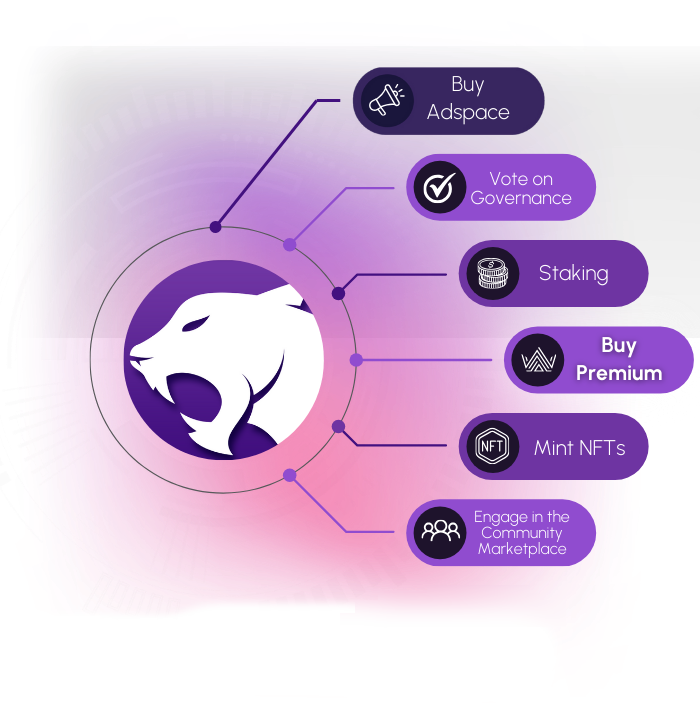 Buy
Adspace
Vote on
Governance
$
Staking
Buy
Premium
NFT
Mint NFTs
Engage in the
Community
Marketplace